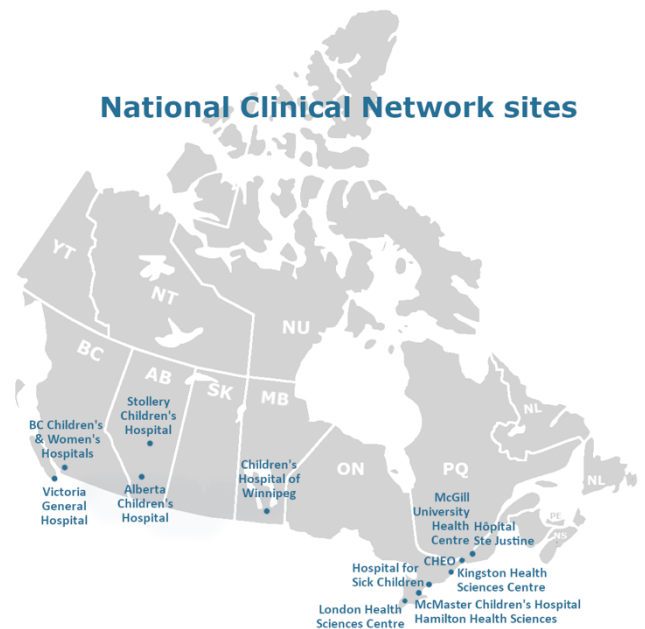 National Clinical Network sites
YT
NT
NU
BC
AB
SK
MB
ON
PQ
NL
NL
PE
NS
Stollery
Children's
Hospital
BC Children's
& Women's
Hospitals
Victoria
General
Hospital
Alberta
Children's
Hospital
Children's
Hospital of
Winnipeg
McGill
University
Health
Centre
Hôpital
Ste Justine
CHEO
Kingston Health
Sciences Centre
Hospital for
Sick Children
London Health
Sciences Centre
McMaster Children's Hospital
Hamilton Health Sciences